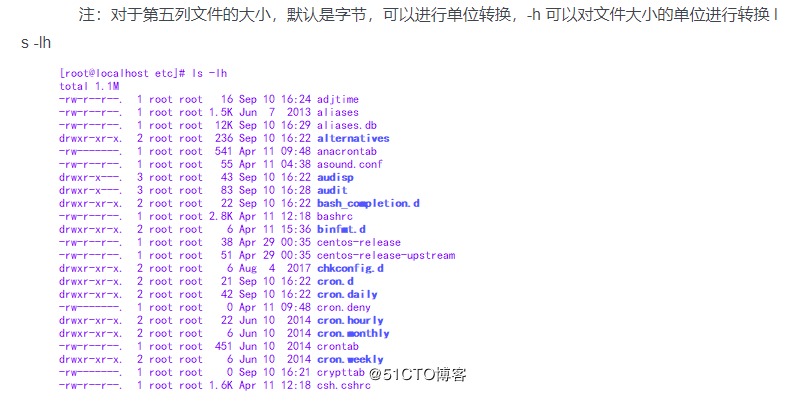 注：对于第五列文件的大小，默认是字节，可以进行单位转换，-h 可以对文件大小的单位进行转换 l
s -lh
[root@localhost etc]# ls -lh
total 1.1M
-rw-r--r--.  1 root root   16 Sep 10 16:24 adjtime
-rw-r--r--.  1 root root 1.5K Jun  7  2013 aliases
-rw-r--r--.  1 root root  12K Sep 10 16:29 aliases.db
drwxr-xr-x.  2 root root  236 Sep 10 16:22 alternatives
-rw-------.  1 root root  541 Apr 11 09:48 anacrontab
-rw-r--r--.  1 root root   55 Apr 11 04:38 asound.conf
drwxr-x---.  3 root root   43 Sep 10 16:22 audisp
drwxr-x---.  3 root root   83 Sep 10 16:28 audit
drwxr-xr-x.  2 root root   22 Sep 10 16:22 bash_completion.d
-rw-r--r--.  1 root root 2.8K Apr 11 12:18 bashrc
drwxr-xr-x.  2 root root    6 Apr 11 15:36 binfmt.d
-rw-r--r--.  1 root root   38 Apr 29 00:35 centos-release
-rw-r--r--.  1 root root   51 Apr 29 00:35 centos-release-upstream
drwxr-xr-x.  2 root root    6 Aug  4  2017 chkconfig.d
drwxr-xr-x.  2 root root   21 Sep 10 16:22 cron.d
drwxr-xr-x.  2 root root   42 Sep 10 16:22 cron.daily
-rw-------.  1 root root    0 Apr 11 09:48 cron.deny
drwxr-xr-x.  2 root root   22 Jun 10  2014 cron.hourly
drwxr-xr-x.  2 root root    6 Jun 10  2014 cron.monthly
-rw-r--r--.  1 root root  451 Jun 10  2014 crontab
drwxr-xr-x.  2 root root    6 Jun 10  2014 cron.weekly
-rw-------.  1 root root    0 Sep 10 16:21 crypttab
-rw-r--r--.  1 root root 1.6K Apr 11 12:18 csh.cshrc
@51CTO博客